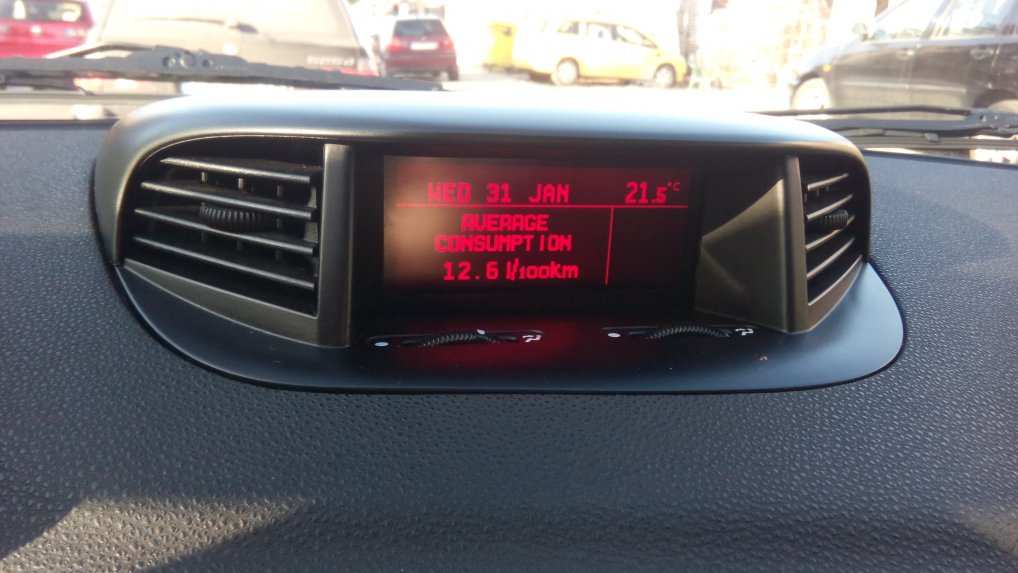 WED 31 JAN 21.5°C
AVERAGE
CONSUMPTION
12.6 l/100km